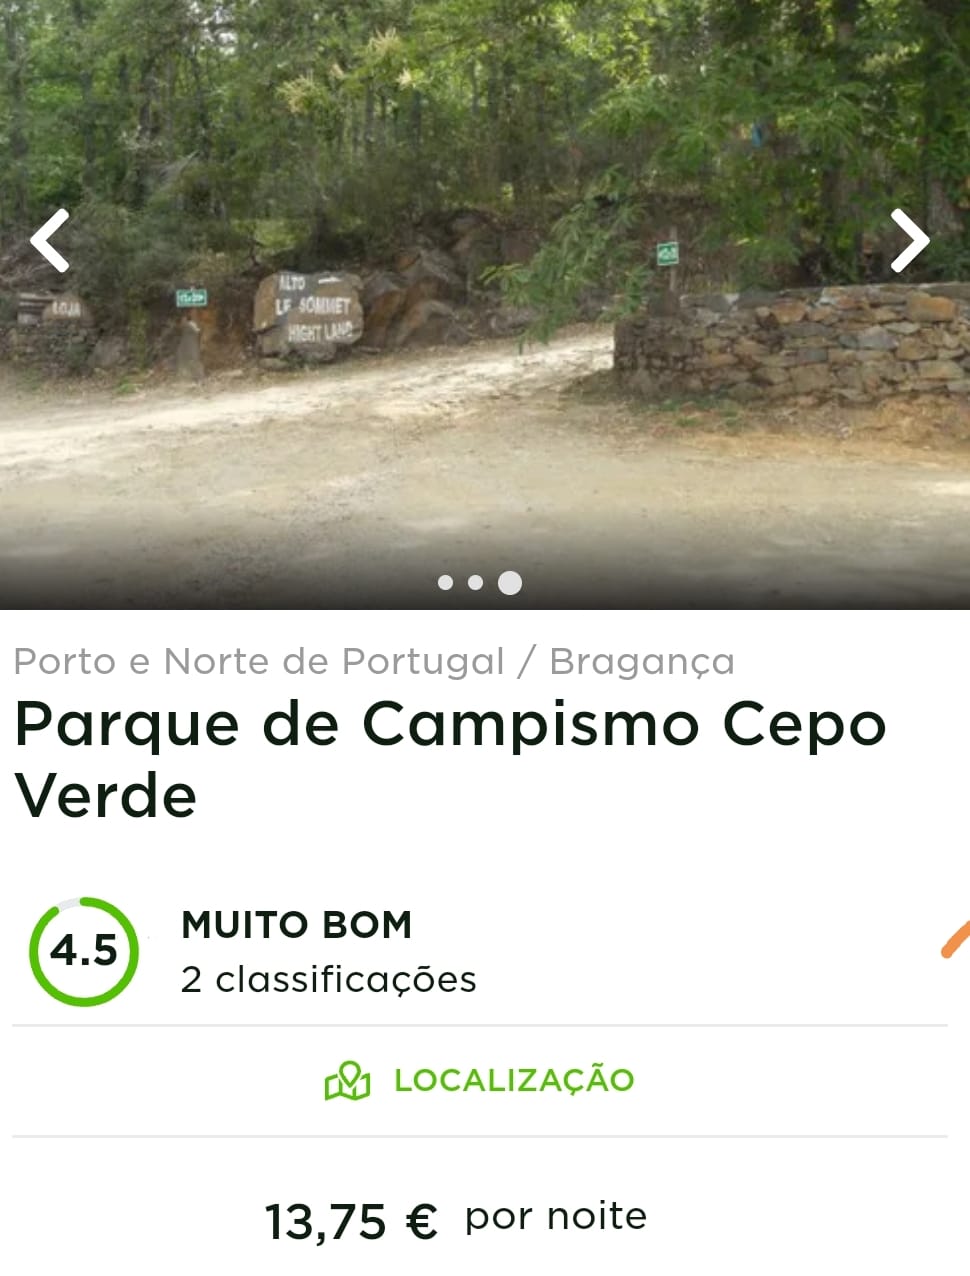 LOJA
ALTO
LE SOMMET
HIGHT LAND
Porto e Norte de Portugal / Bragança
Parque de Campismo Cepo
Verde
4.5
MUITO BOM
2 classificações
LOCALIZAÇÃO
13,75 € por noite